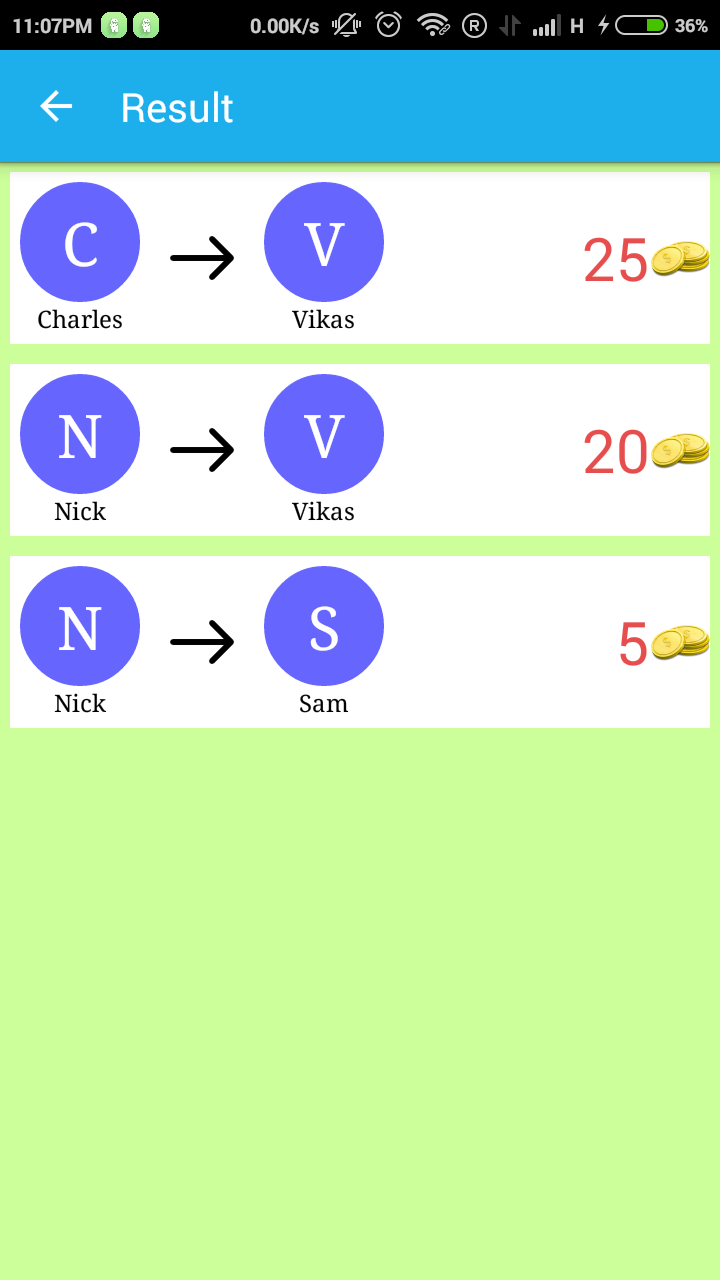 11:07PM 0.00K/s R H 36%
Result
C V
25
Charles Vikas
N V
20
Nick Vikas
N S
5
Nick Sam